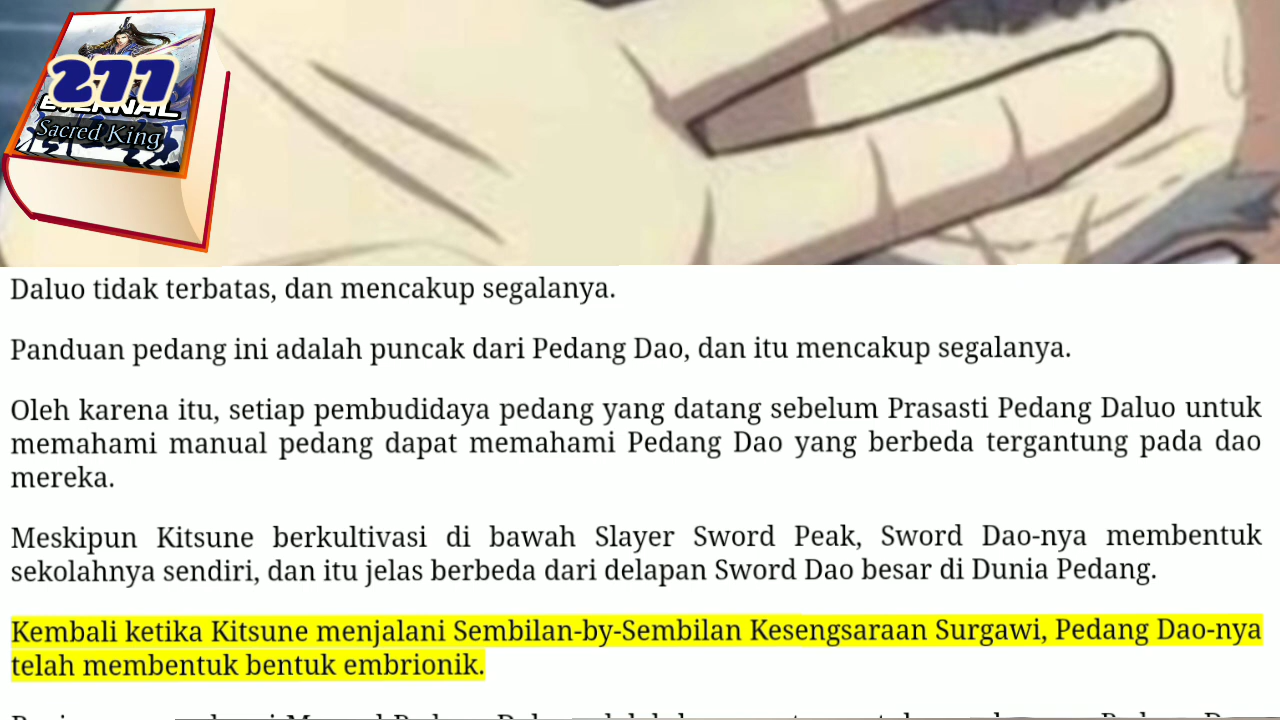 277
ETERNAL
Sacred King
Daluo tidak terbatas, dan mencakup segalanya.
Panduan pedang ini adalah puncak dari Pedang Dao, dan itu mencakup segalanya.
Oleh karena itu, setiap pembudidaya pedang yang datang sebelum Prasasti Pedang Daluo untuk
memahami manual pedang dapat memahami Pedang Dao yang berbeda tergantung pada dao
mereka.
Meskipun Kitsune berkultivasi di bawah Slayer Sword Peak, Sword Dao-nya membentuk
sekolahnya sendiri, dan itu jelas berbeda dari delapan Sword Dao besar di Dunia Pedang.
Kembali ketika Kitsune menjalani Sembilan-by-Sembilan Kesengsaraan Surgawi, Pedang Dao-nya
telah membentuk bentuk embrionik.